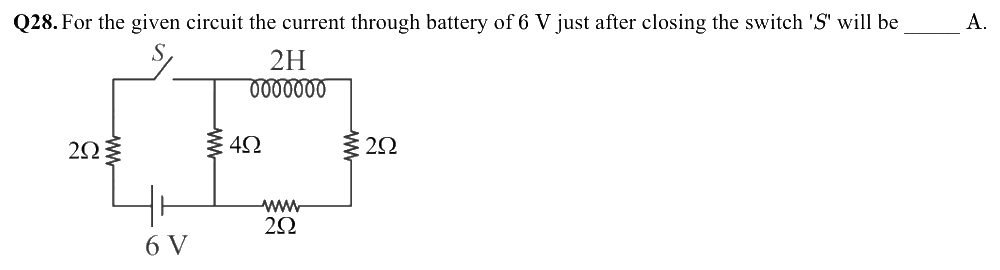 Q28. For the given circuit the current through battery of 6 V just after closing the switch 'S' will be _____ A.
S
2H
2Ω
4Ω
2Ω
2Ω
6 V